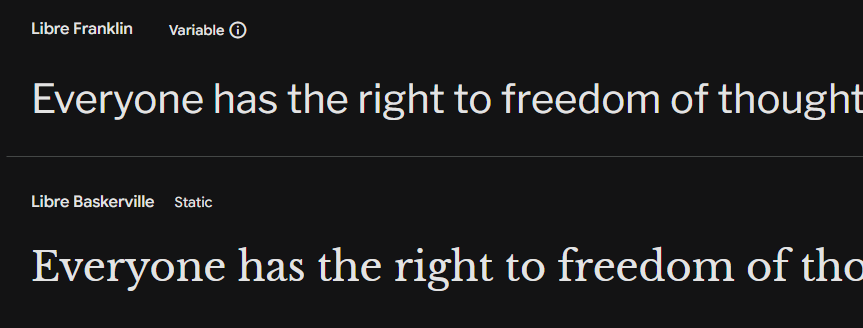 Libre Franklin Variable
Everyone has the right to freedom of thought
Libre Baskerville Static
Everyone has the right to freedom of tho